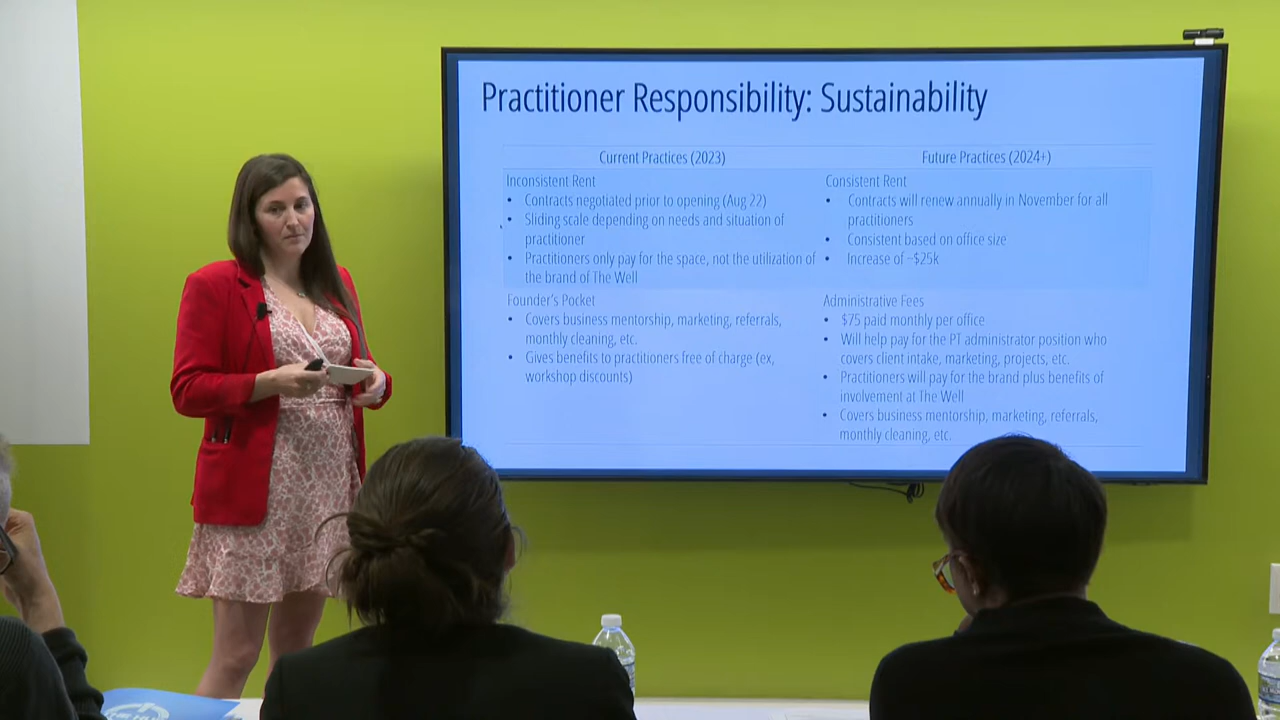 Practitioner Responsibility: Sustainability
Current Practices (2023)
Future Practices (2024+)
Inconsistent Rent
• Contracts negotiated prior to opening (Aug 22)
• Sliding scale depending on needs and situation of
practitioner
• Practitioners only pay for the space, not the utilization of
the brand of The Well
Consistent Rent
• Contracts will renew annually in November for all
practitioners
• Consistent based on office size
• Increase of ~$25k
Founder's Pocket
• Covers business mentorship, marketing, referrals,
monthly cleaning, etc.
• Gives benefits to practitioners free of charge (ex,
workshop discounts)
Administrative Fees
• $75 paid monthly per office
• Will help pay for the PT administrator position who
covers client intake, marketing, projects, etc.
• Practitioners will pay for the brand plus benefits of
involvement at The Well
• Covers business mentorship, marketing, referrals,
monthly cleaning, etc.